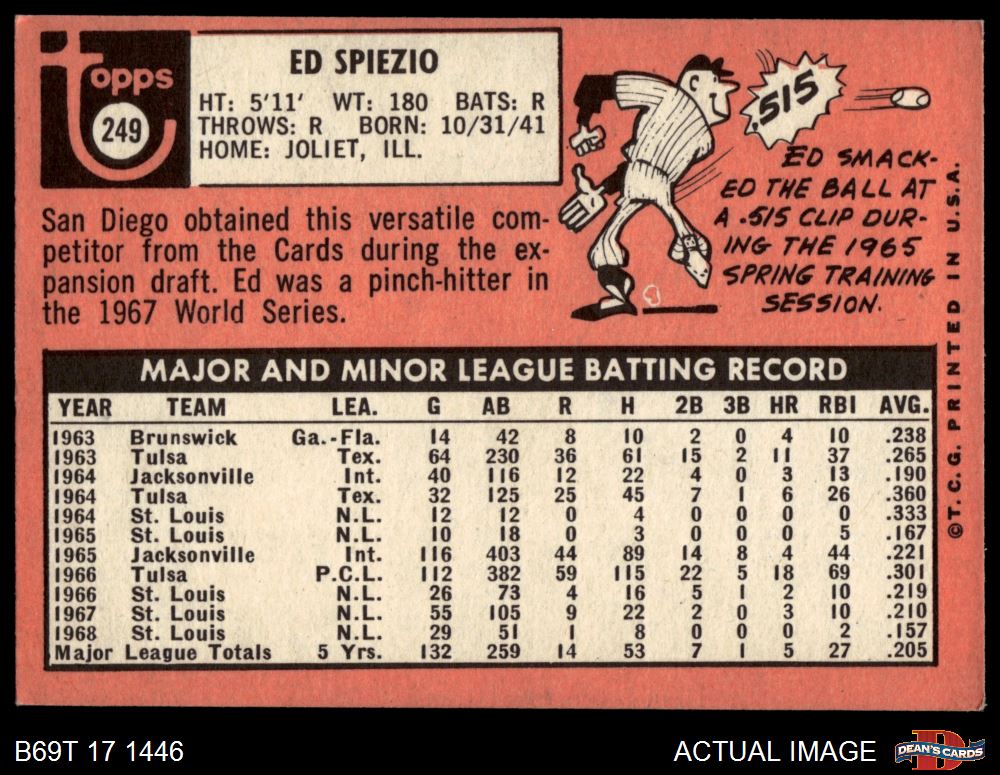 Topps
249
ED SPIEZIO
HT: 5'11' WT: 180 BATS: R
THROWS: R BORN: 10/31/41
HOME: JOLIET, ILL.
San Diego obtained this versatile com-
petitor from the Cards during the ex-
pansion draft. Ed was a pinch-hitter in
the 1967 World Series.
.515
ED SMACK-
ED THE BALL AT
A .515 CLIP DUR-
ING THE 1965
SPRING TRAINING
SESSION.
MAJOR AND MINOR LEAGUE BATTING RECORD
YEAR TEAM LEA. G AB R H 2B 3B HR RBI AVG.
1963 Brunswick Ga.-Fla. 14 42 8 10 2 0 4 10 .238
1963 Tulsa Tex. 64 230 36 61 15 2 11 37 .265
1964 Jacksonville Int. 40 116 12 22 4 0 3 13 .190
1964 Tulsa Tex. 32 125 25 45 7 1 6 26 .360
1964 St. Louis N.L. 12 12 0 4 0 0 0 0 .333
1965 St. Louis N.L. 10 18 0 3 0 0 0 5 .167
1965 Jacksonville Int. 116 403 44 89 14 8 4 44 .221
1966 Tulsa P.C.L. 112 382 59 115 22 5 18 69 .301
1966 St. Louis N.L. 26 73 4 16 5 1 2 10 .219
1967 St. Louis N.L. 55 105 9 22 2 0 3 10 .210
1968 St. Louis N.L. 29 51 1 8 0 0 0 2 .157
Major League Totals 5 Yrs. 132 259 14 53 7 1 5 27 .205
©T.C.G. PRINTED IN U.S.A.
B69T 17 1446
ACTUAL IMAGE
D
DEAN'S CARDS